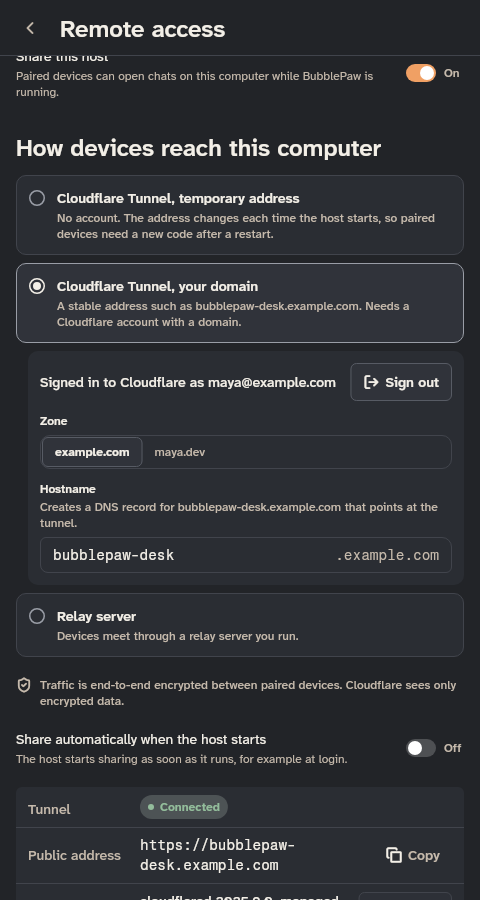 Remote access
Share this host
Paired devices can open chats on this computer while BubblePaw is
running.
On
How devices reach this computer
Cloudflare Tunnel, temporary address
No account. The address changes each time the host starts, so paired
devices need a new code after a restart.
Cloudflare Tunnel, your domain
A stable address such as bubblepaw-desk.example.com. Needs a
Cloudflare account with a domain.
Signed in to Cloudflare as maya@example.com
Sign out
Zone
example.com
maya.dev
Hostname
Creates a DNS record for bubblepaw-desk.example.com that points at the
tunnel.
bubblepaw-desk
.example.com
Relay server
Devices meet through a relay server you run.
Traffic is end-to-end encrypted between paired devices. Cloudflare sees only
encrypted data.
Share automatically when the host starts
The host starts sharing as soon as it runs, for example at login.
Off
Tunnel
Connected
Public address
https://bubblepaw-
desk.example.com
Copy